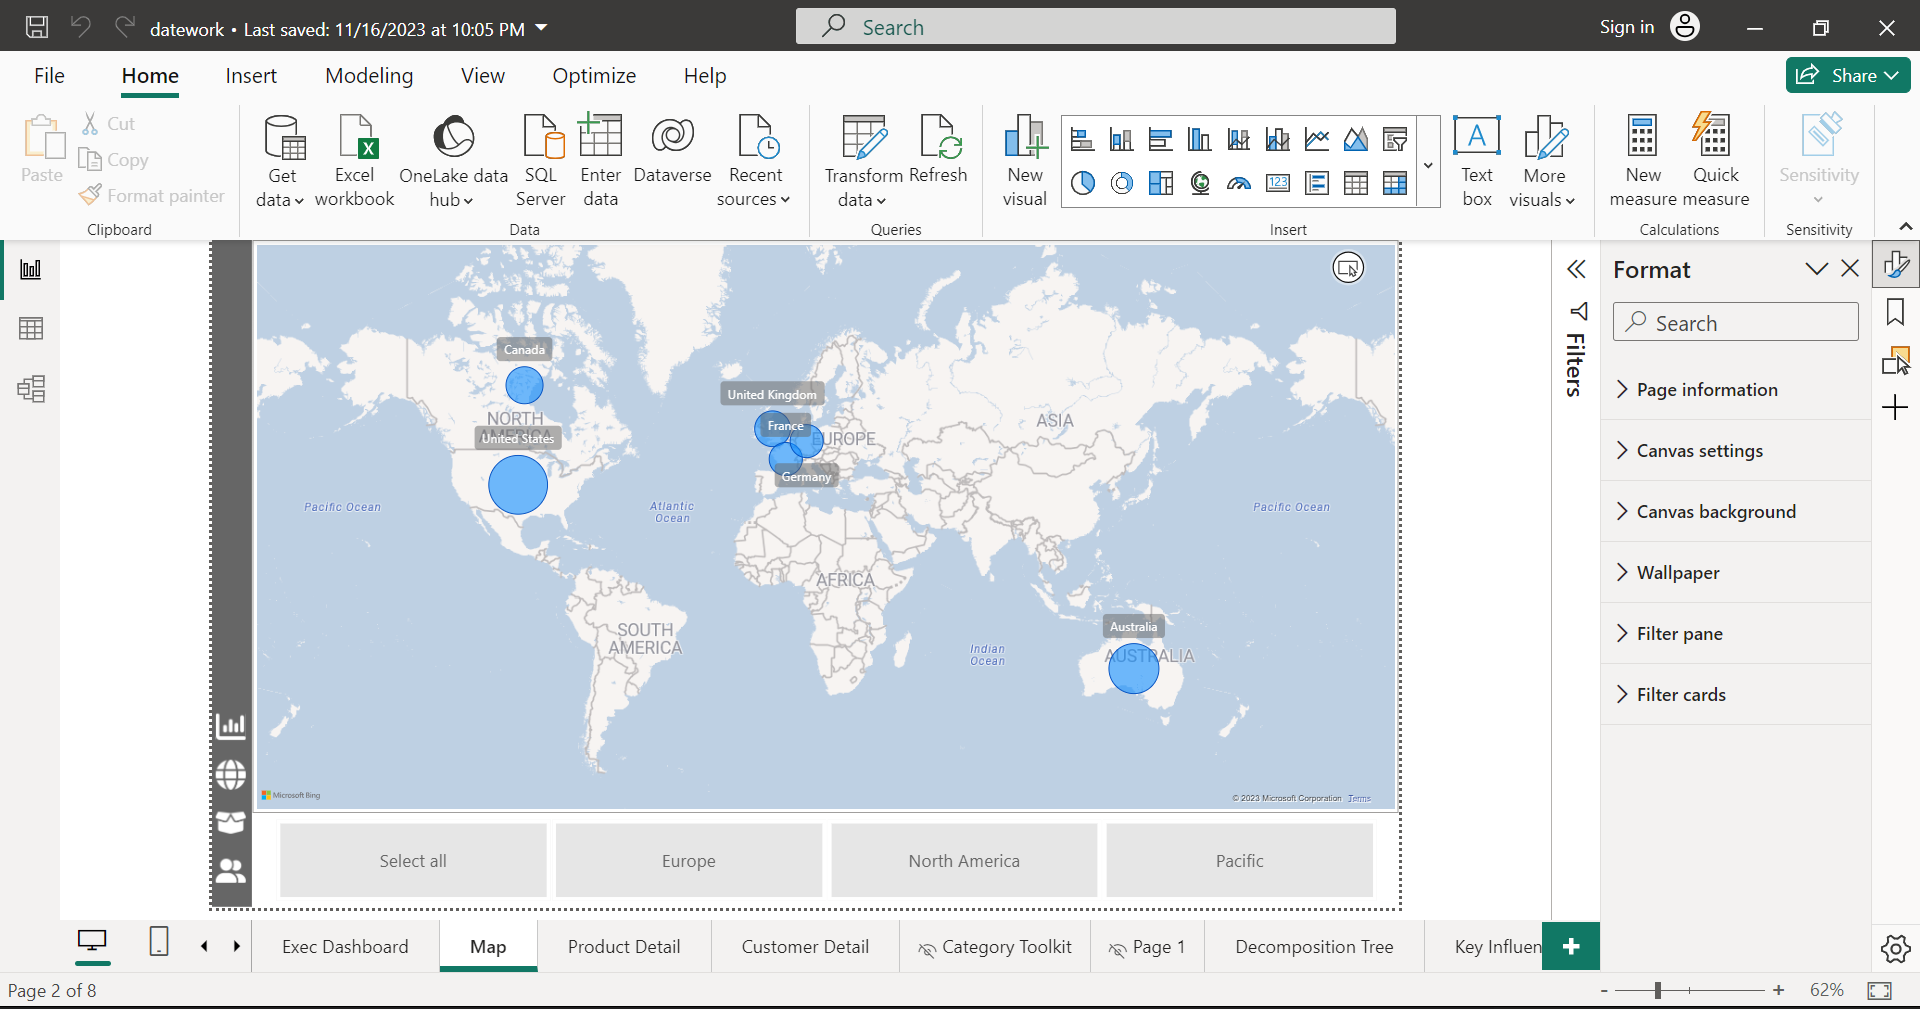 datework • Last saved: 11/16/2023 at 10:05 PM
Search
Sign in
File
Home
Insert
Modeling
View
Optimize
Help
Share
Paste
Cut
Copy
Format painter
Clipboard
Get data
Excel workbook
OneLake data hub
SQL Server
Enter data
Dataverse
Recent sources
Data
Transform data
Refresh
Queries
New visual
123
A
Text box
More visuals
Insert
New measure
Quick measure
Calculations
Sensitivity
Sensitivity
Canada
NORTH AMERICA
United States
United Kingdom
France
EUROPE
Germany
ASIA
Pacific Ocean
Atlantic Ocean
Pacific Ocean
AFRICA
SOUTH AMERICA
Indian Ocean
Australia
AUSTRALIA
Microsoft Bing
© 2023 Microsoft Corporation Terms
Select all
Europe
North America
Pacific
Filters
Format
Search
Page information
Canvas settings
Canvas background
Wallpaper
Filter pane
Filter cards
Exec Dashboard
Map
Product Detail
Customer Detail
Category Toolkit
Page 1
Decomposition Tree
Key Influen
Page 2 of 8
- + 62%